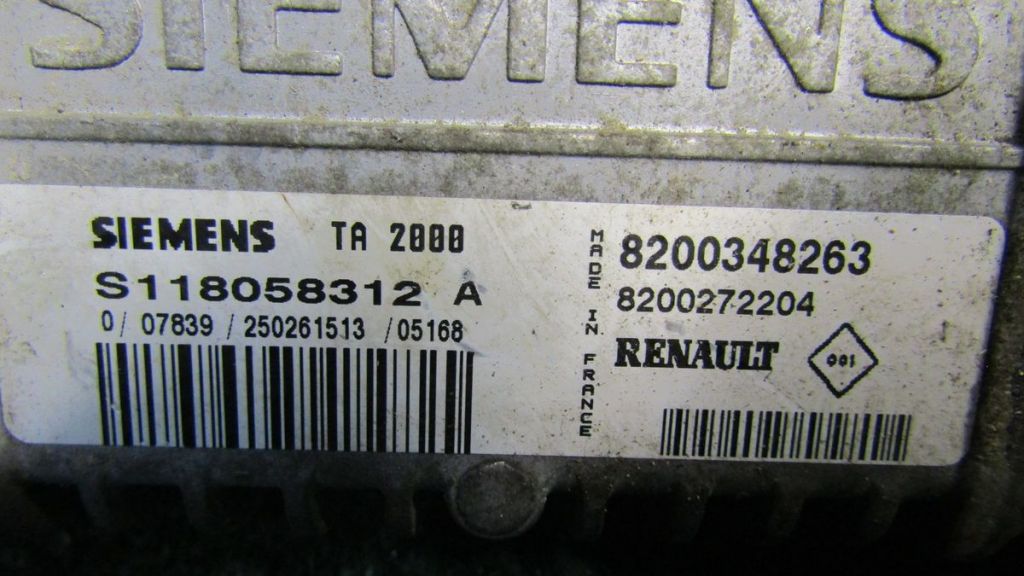 SIEMENS
SIEMENS TA 2000
S118058312 A
0/ 07839 / 250261513 /05168
MADE IN FRANCE
8200348263
8200272204
RENAULT 001